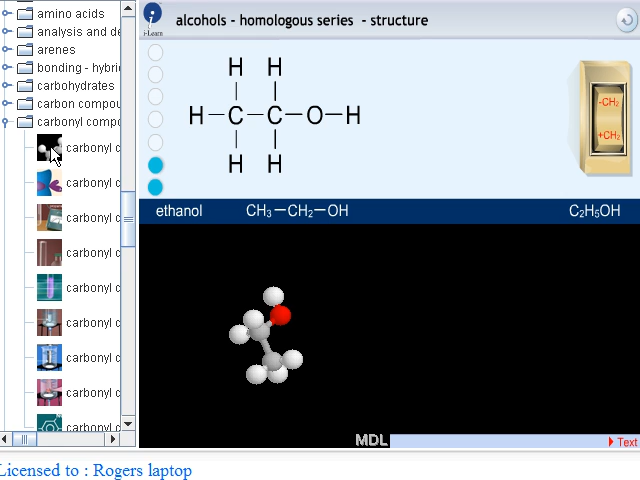 amino acids
analysis and de
arenes
bonding - hybri
carbohydrates
carbon compou
carbonyl compo
carbonyl c
carbonyl c
carbonyl c
carbonyl c
carbonyl c
carbonyl c
carbonyl c
carbonyl c
carbonyl c
i-Learn
alcohols - homologous series - structure
H H
H C C O H
H H
-CH₂
+CH₂
ethanol CH₃—CH₂—OH C₂H₅OH
MDL
Text
Licensed to : Rogers laptop